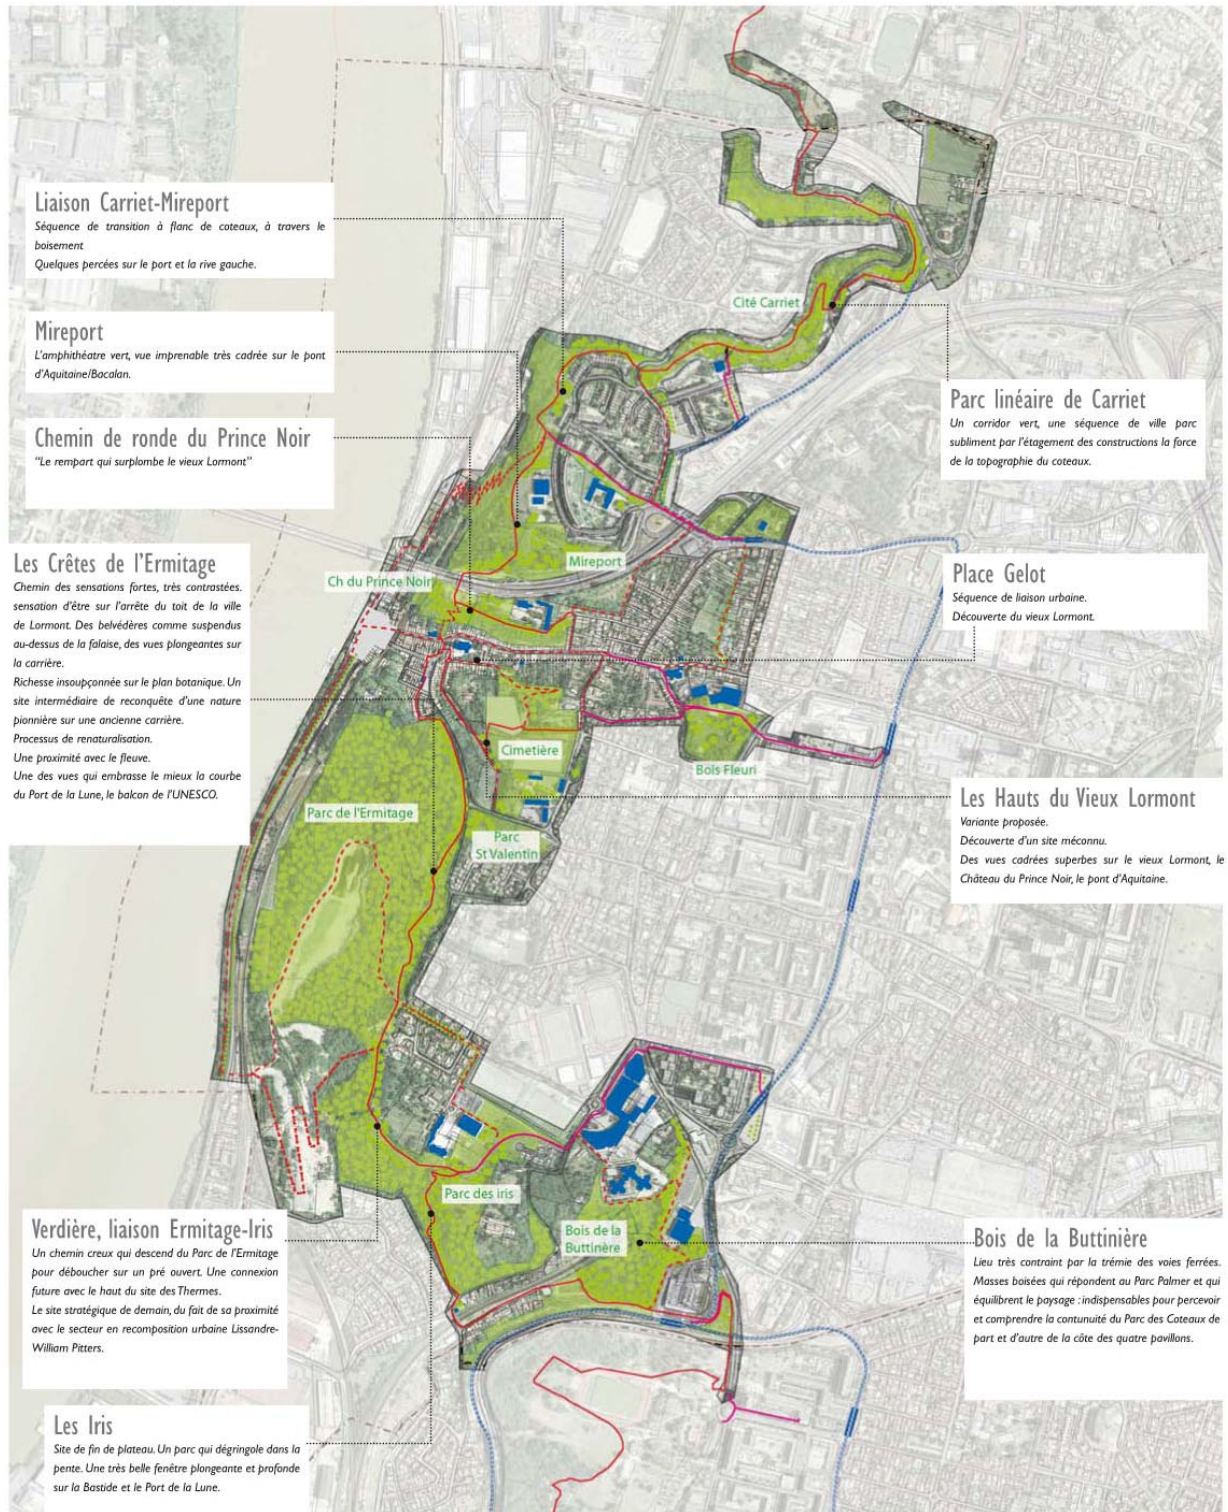 Liaison Carriet-Mireport
Séquence de transition à flanc de coteaux, à travers le
boisement
Quelques percées sur le port et la rive gauche.
Mireport
L'amphithéatre vert, vue imprenable très cadrée sur le pont
d'Aquitaine/Bacalan.
Chemin de ronde du Prince Noir
"Le rempart qui surplombe le vieux Lormont"
Les Crêtes de l'Ermitage
Chemin des sensations fortes, très contrastées.
sensation d'être sur l'arrête du toit de la ville
de Lormont. Des belvédères comme suspendus
au-dessus de la falaise, des vues plongeantes sur
la carrière.
Richesse insoupçonnée sur le plan botanique. Un
site intermédiaire de reconquête d'une nature
pionnière sur une ancienne carrière.
Processus de renaturalisation.
Une proximité avec le fleuve.
Une des vues qui embrasse le mieux la courbe
du Port de la Lune, le balcon de l'UNESCO.
Verdière, liaison Ermitage-Iris
Un chemin creux qui descend du Parc de l'Ermitage
pour déboucher sur un pré ouvert. Une connexion
future avec le haut du site des Thermes.
Le site stratégique de demain, du fait de sa proximité
avec le secteur en recomposition urbaine Lissandre-
William Pitters.
Les Iris
Site de fin de plateau. Un parc qui dégringole dans la
pente. Une très belle fenêtre plongeante et profonde
sur la Bastide et le Port de la Lune.
Cité Carriet
Mireport
Ch du Prince Noir
Cimetière
Bois Fleuri
Parc de l'Ermitage
Parc
St Valentin
Parc des iris
Bois de la
Buttinère
Parc linéaire de Carriet
Un corridor vert, une séquence de ville parc
subliment par l'étagement des constructions la force
de la topographie du coteaux.
Place Gelot
Séquence de liaison urbaine.
Découverte du vieux Lormont.
Les Hauts du Vieux Lormont
Variante proposée.
Découverte d'un site méconnu.
Des vues cadrées superbes sur le vieux Lormont, le
Château du Prince Noir, le pont d'Aquitaine.
Bois de la Buttinière
Lieu très contraint par la trémie des voies ferrées.
Masses boisées qui répondent au Parc Palmer et qui
équilibrent le paysage : indispensables pour percevoir
et comprendre la contunuité du Parc des Coteaux de
part et d'autre de la côte des quatre pavillons.